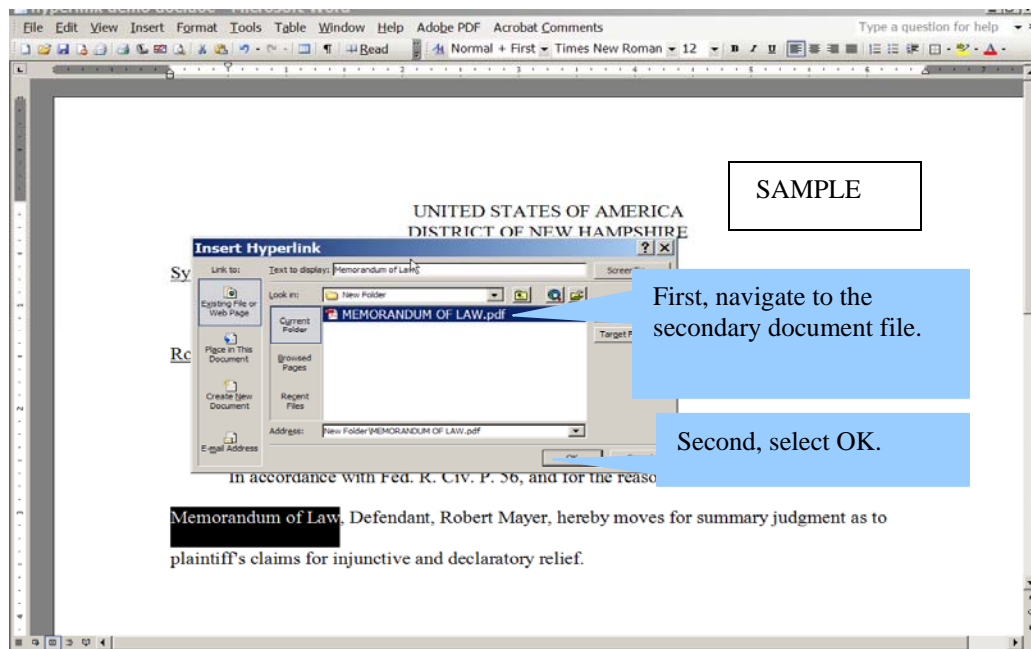 File Edit View Insert Format Tools Table Window Help Adobe PDF Acrobat Comments Type a question for help
Read Normal + First Times New Roman 12 B I U
SAMPLE
UNITED STATES OF AMERICA
DISTRICT OF NEW HAMPSHIRE
Insert Hyperlink
Link to: Text to display: Memorandum of Law
Existing File or
Web Page
Look in: New Folder
MEMORANDUM OF LAW.pdf
Current
Folder
First, navigate to the
secondary document file.
Place in This
Document
Browsed
Pages
Create New
Document
Recent
Files
E-mail Address
Address: New Folder\MEMORANDUM OF LAW.pdf
Second, select OK.
In accordance with Fed. R. Civ. P. 56, and for the
Memorandum of Law, Defendant, Robert Mayer, hereby moves for summary judgment as to
plaintiff's claims for injunctive and declaratory relief.